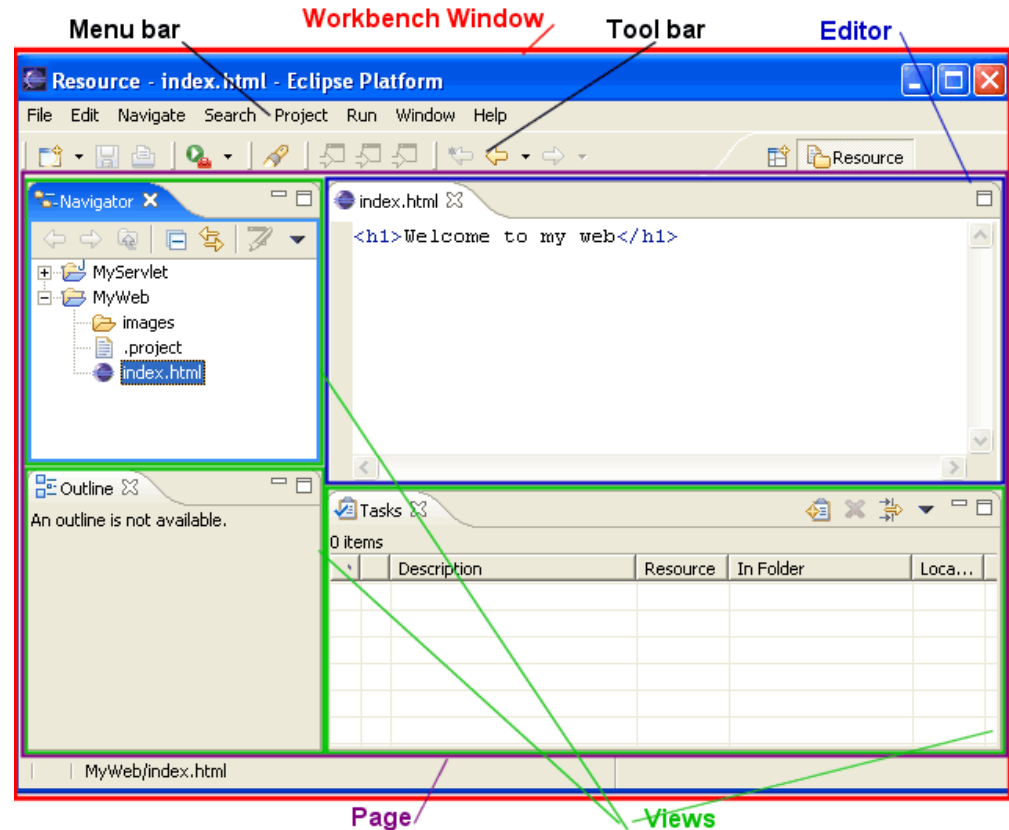 Menu bar
Workbench Window
Tool bar
Editor
Resource - index.html - Eclipse Platform
File Edit Navigate Search Project Run Window Help
Resource
Navigator
index.html
<h1>Welcome to my web</h1>
MyServlet
MyWeb
images
.project
index.html
Outline
An outline is not available.
Tasks
0 items
Description Resource In Folder Loca...
MyWeb/index.html
Page
Views